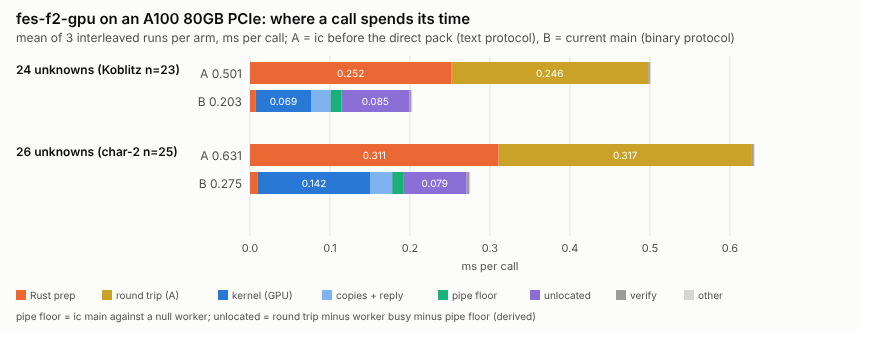 fes-f2-gpu on an A100 80GB PCIe: where a call spends its time
mean of 3 interleaved runs per arm, ms per call; A = ic before the direct pack (text protocol), B = current main (binary protocol)
24 unknowns (Koblitz n=23)
A 0.501
0.252
0.246
B 0.203
0.069
0.085
26 unknowns (char-2 n=25)
A 0.631
0.311
0.317
B 0.275
0.142
0.079
0.0 0.1 0.2 0.3 0.4 0.5 0.6
ms per call
Rust prep round trip (A) kernel (GPU) copies + reply pipe floor unlocated verify other
pipe floor = ic main against a null worker; unlocated = round trip minus worker busy minus pipe floor (derived)